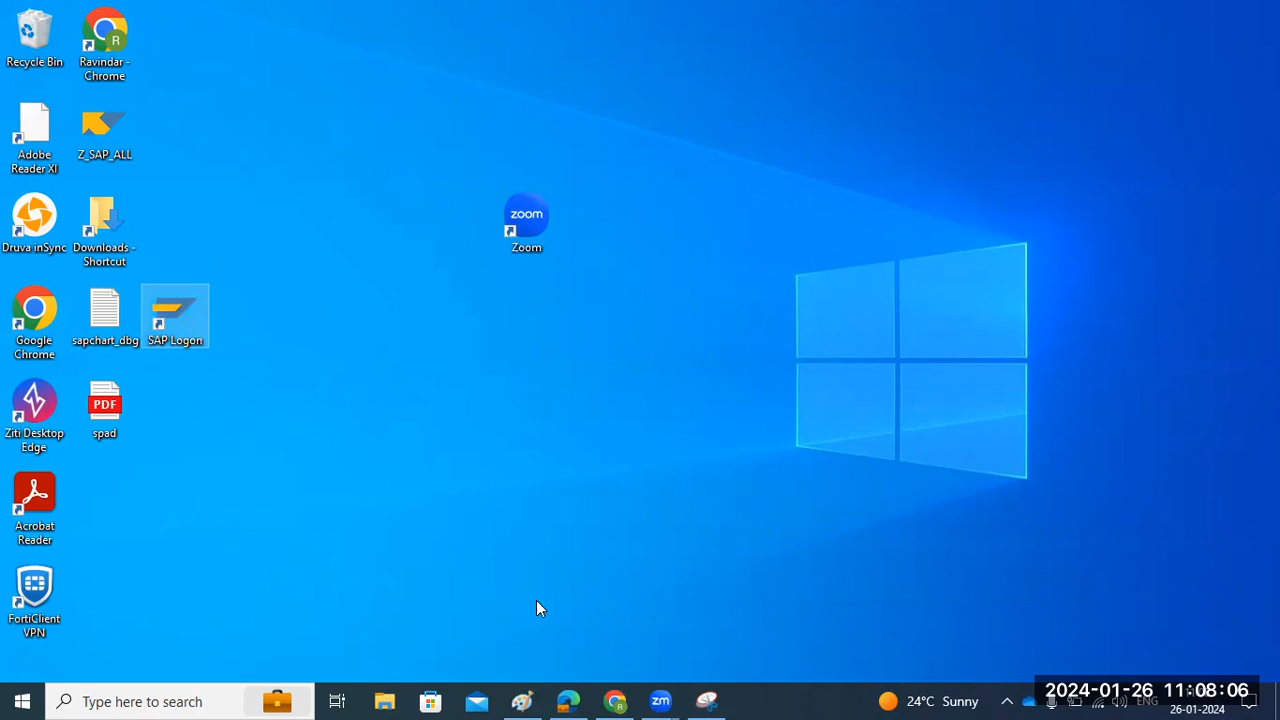 Recycle Bin
Ravindar -
Chrome
Adobe
Reader XI
Z_SAP_ALL
Druva inSync
Downloads -
Shortcut
zoom
Zoom
Google
Chrome
sapchart_dbg
SAP Logon
Ziti Desktop
Edge
PDF
spad
Acrobat
Reader
FortiClient
VPN
Type here to search
R
zm
24°C Sunny
2024-01-26 11:08:06
ENG
26-01-2024